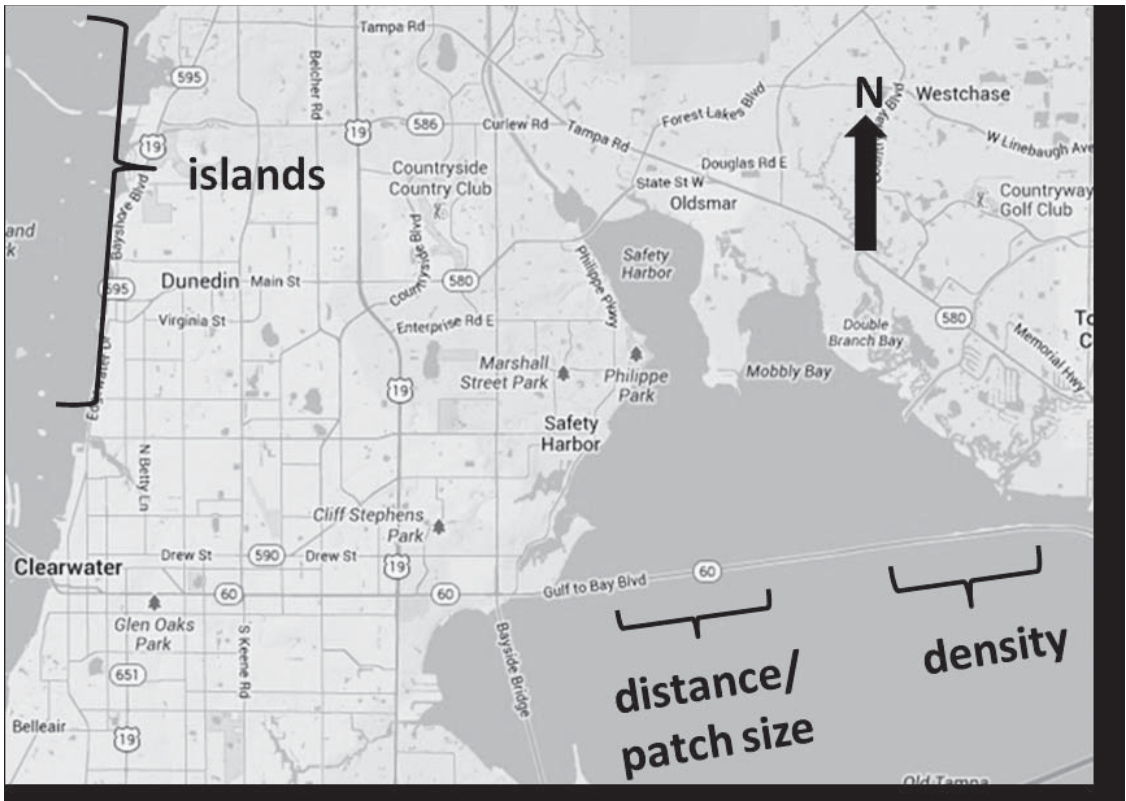 Tampa Rd
595
Belcher Rd
19
586
Curlew Rd
Tampa Rd
Forest Lakes Blvd
N
Westchase
W Linebaugh Ave
19
islands
Countryside
Country Club
Douglas Rd E
State St W
Oldsmar
Countryway
Golf Club
and
k
Bayshore Blvd
Countryside Blvd
Safety
Harbor
Philippe Pkwy
595
Dunedin
Main St
580
Virginia St
Enterprise Rd E
Double
Branch Bay
580
Memorial Hwy
To
C
Marshall
Street Park
Philippe
Park
Mobbly Bay
19
Safety
Harbor
N Betty Ln
Cliff Stephens
Park
Drew St
590
Drew St
19
Clearwater
60
60
Gulf to Bay Blvd
60
Glen Oaks
Park
S Keene Rd
Bayside Bridge
distance/
patch size
density
651
Belleair
19
Old Tampa